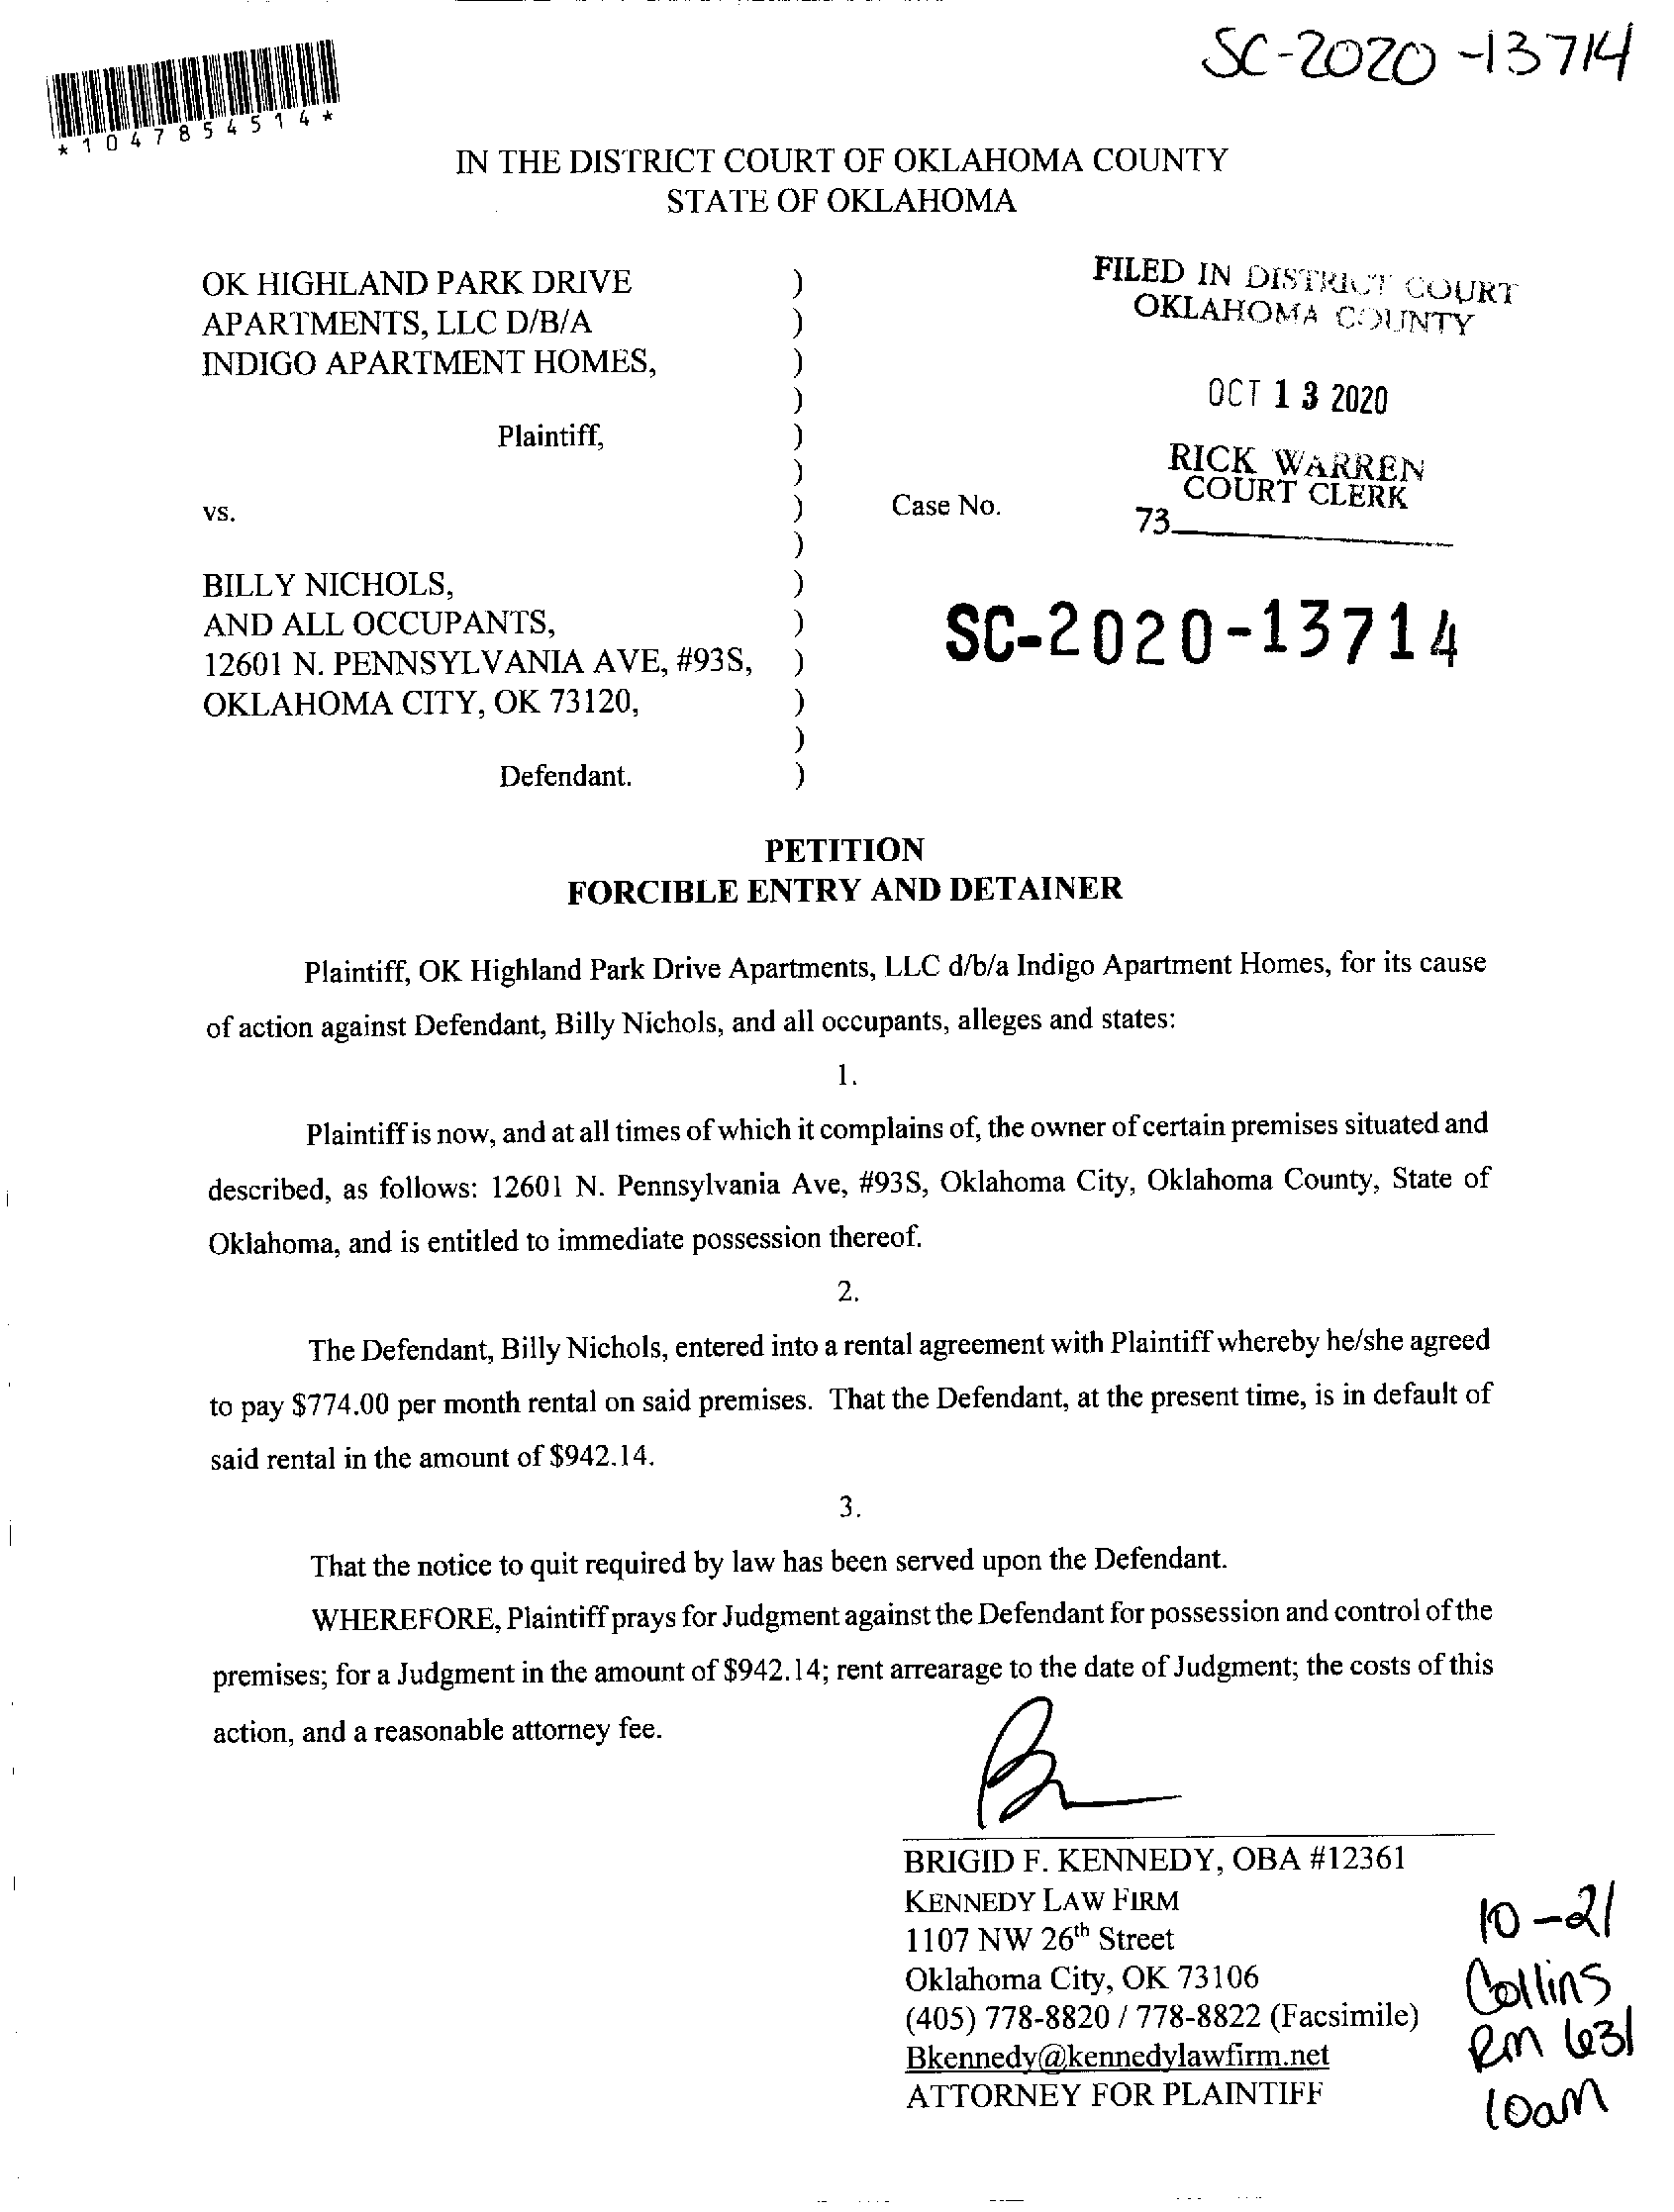 SC-2020-13714
*1047854514*
IN THE DISTRICT COURT OF OKLAHOMA COUNTY
STATE OF OKLAHOMA
OK HIGHLAND PARK DRIVE )
APARTMENTS, LLC D/B/A )
INDIGO APARTMENT HOMES, )
)
Plaintiff, )
)
vs. ) Case No.
)
BILLY NICHOLS, )
AND ALL OCCUPANTS, )
12601 N. PENNSYLVANIA AVE, #93S, )
OKLAHOMA CITY, OK 73120, )
)
Defendant. )
FILED IN DISTRICT COURT
OKLAHOMA COUNTY
OCT 13 2020
RICK WARREN
COURT CLERK
73
SC-2020-13714
PETITION
FORCIBLE ENTRY AND DETAINER
Plaintiff, OK Highland Park Drive Apartments, LLC d/b/a Indigo Apartment Homes, for its cause
of action against Defendant, Billy Nichols, and all occupants, alleges and states:
1.
Plaintiff is now, and at all times of which it complains of, the owner of certain premises situated and
described, as follows: 12601 N. Pennsylvania Ave, #93S, Oklahoma City, Oklahoma County, State of
Oklahoma, and is entitled to immediate possession thereof.
2.
The Defendant, Billy Nichols, entered into a rental agreement with Plaintiff whereby he/she agreed
to pay $774.00 per month rental on said premises. That the Defendant, at the present time, is in default of
said rental in the amount of $942.14.
3.
That the notice to quit required by law has been served upon the Defendant.
WHEREFORE, Plaintiff prays for Judgment against the Defendant for possession and control of the
premises; for a Judgment in the amount of $942.14; rent arrearage to the date of Judgment; the costs of this
action, and a reasonable attorney fee.
BRIGID F. KENNEDY, OBA #12361
KENNEDY LAW FIRM
1107 NW 26th Street
Oklahoma City, OK 73106
(405) 778-8820 / 778-8822 (Facsimile)
Bkennedy@kennedylawfirm.net
ATTORNEY FOR PLAINTIFF
10-21
Collins
Rm 631
10am